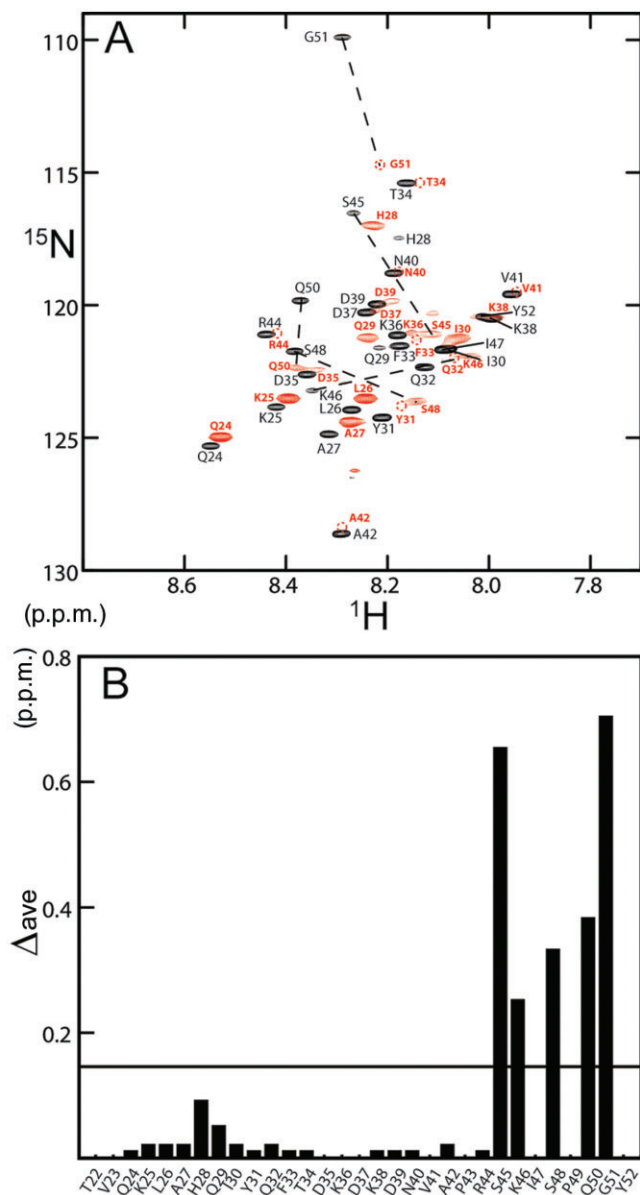 A
110
G51
115
G51
T34
T34
S45
H28
15N
H28
N40
N40
V41
V41
120
Q50
D39
D39
D37
D37
K38
Y52
K38
R44
R44
K36
K36
S45
I30
Q29
Q29
F33
F33
I47
I30
S48
Q50
Q32
Q32
K46
D35
D35
K46
K25
K25
L26
L26
Y31
Y31
S48
125
Q24
Q24
A27
A27
A42
A42
130
8.6
8.4
8.2
8.0
(p.p.m.)
1H
B
(p.p.m.)
0.8
0.6
0.4
0.2
Δave
T22
V23
Q24
K25
L26
A27
H28
Q29
I30
Y31
Q32
F33
T34
D35
K36
D37
K38
D39
N40
V41
A42
P43
R44
S45
K46
I47
S48
P49
Q50
G51
Y52